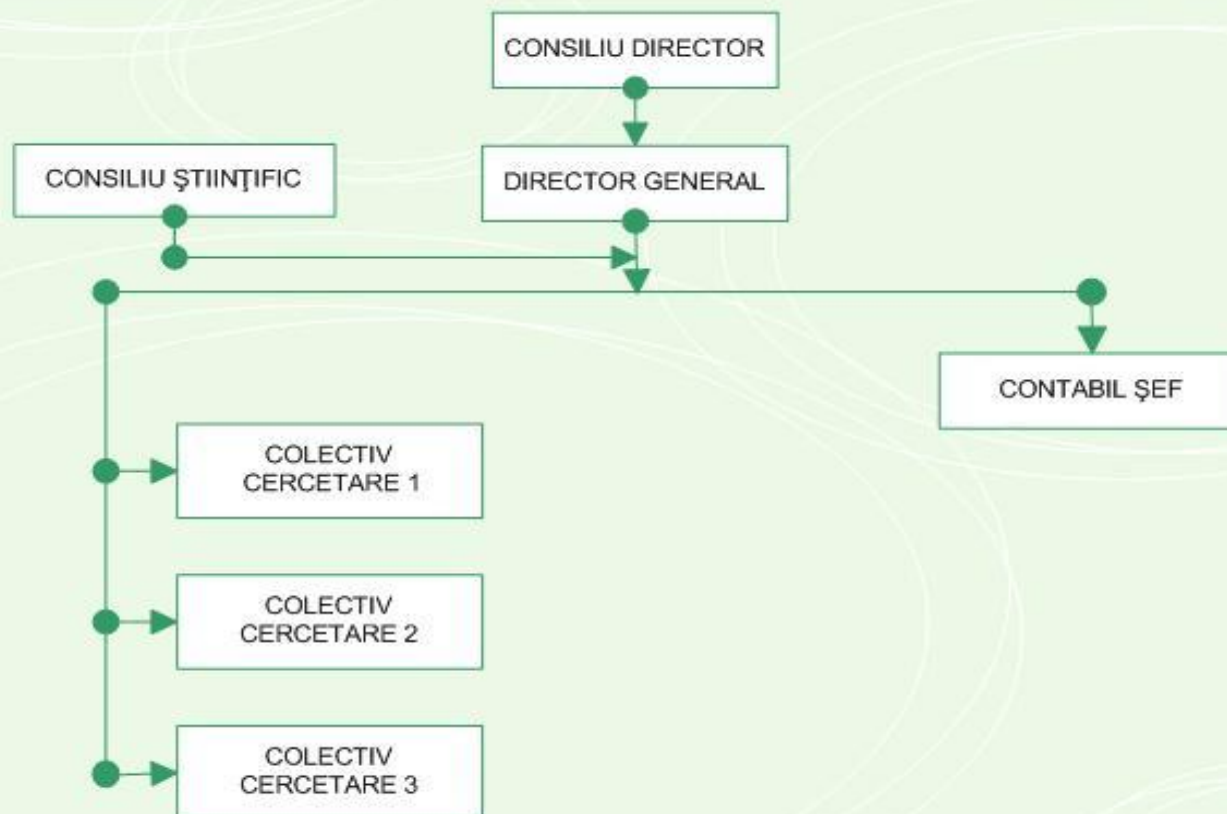 CONSILIU DIRECTOR
CONSILIU ŞTIINŢIFIC
DIRECTOR GENERAL
CONTABIL ŞEF
COLECTIV
CERCETARE 1
COLECTIV
CERCETARE 2
COLECTIV
CERCETARE 3